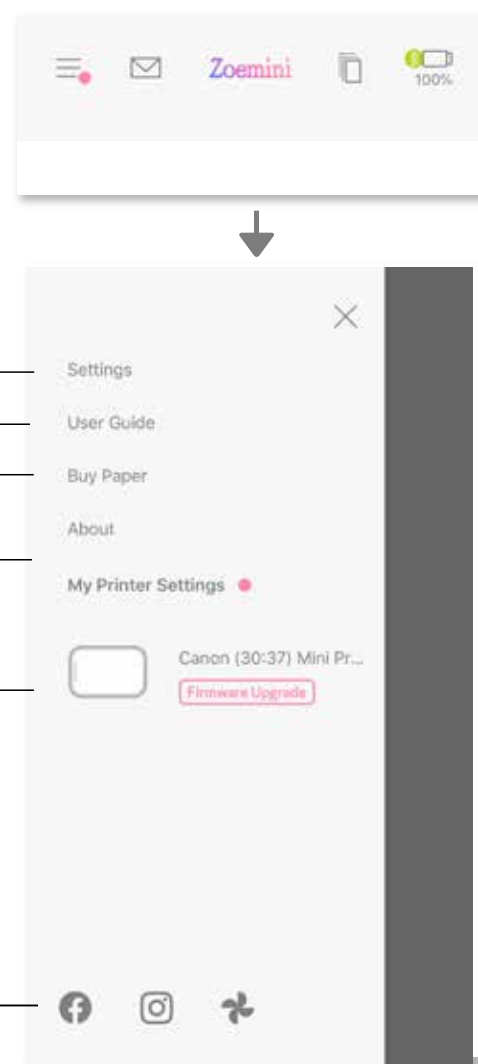 Zoemini
100%
Settings
User Guide
Buy Paper
About
My Printer Settings
Canon (30:37) Mini Pr...
Firmware Upgrade